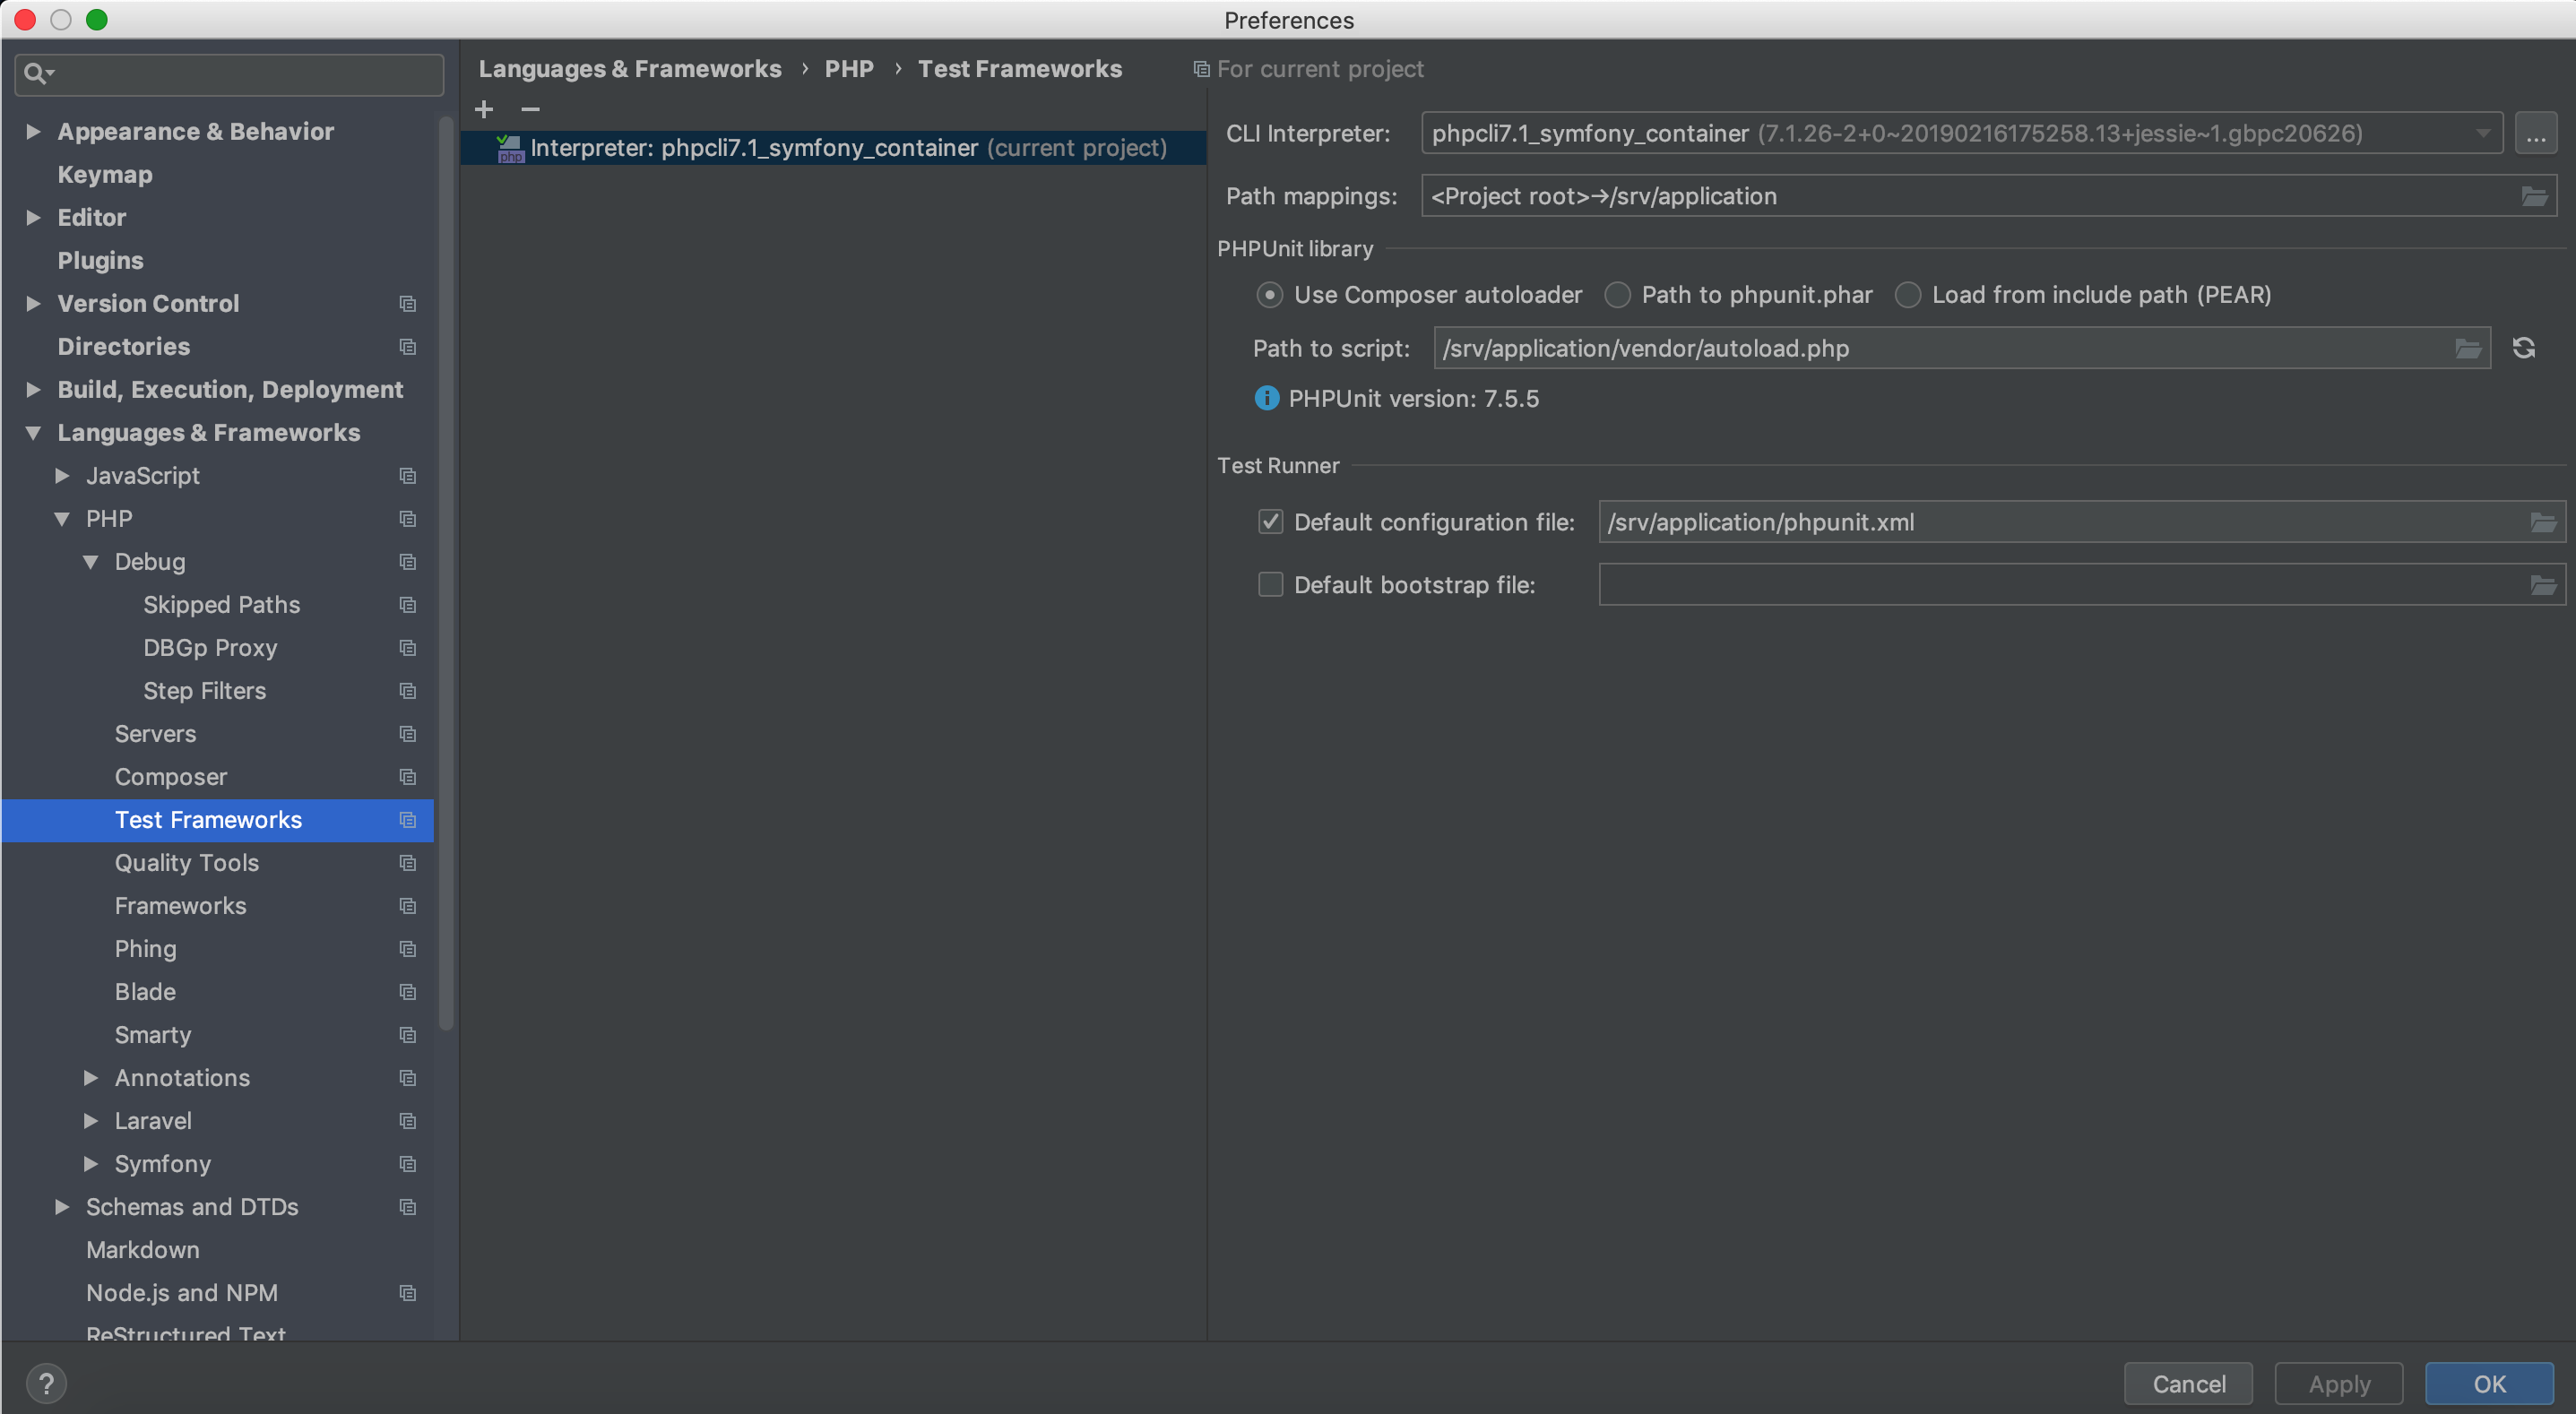 Preferences
Languages & Frameworks › PHP › Test Frameworks For current project
Appearance & Behavior
Keymap
Editor
Plugins
Version Control
Directories
Build, Execution, Deployment
Languages & Frameworks
JavaScript
PHP
Debug
Skipped Paths
DBGp Proxy
Step Filters
Servers
Composer
Test Frameworks
Quality Tools
Frameworks
Phing
Blade
Smarty
Annotations
Laravel
Symfony
Schemas and DTDs
Markdown
Node.js and NPM
ReStructured Text
+ −
php Interpreter: phpcli7.1_symfony_container (current project)
CLI Interpreter: phpcli7.1_symfony_container (7.1.26-2+0~20190216175258.13+jessie~1.gbpc20626) ...
Path mappings: <Project root>→/srv/application
PHPUnit library
Use Composer autoloader Path to phpunit.phar Load from include path (PEAR)
Path to script: /srv/application/vendor/autoload.php
PHPUnit version: 7.5.5
Test Runner
Default configuration file: /srv/application/phpunit.xml
Default bootstrap file:
? Cancel Apply OK